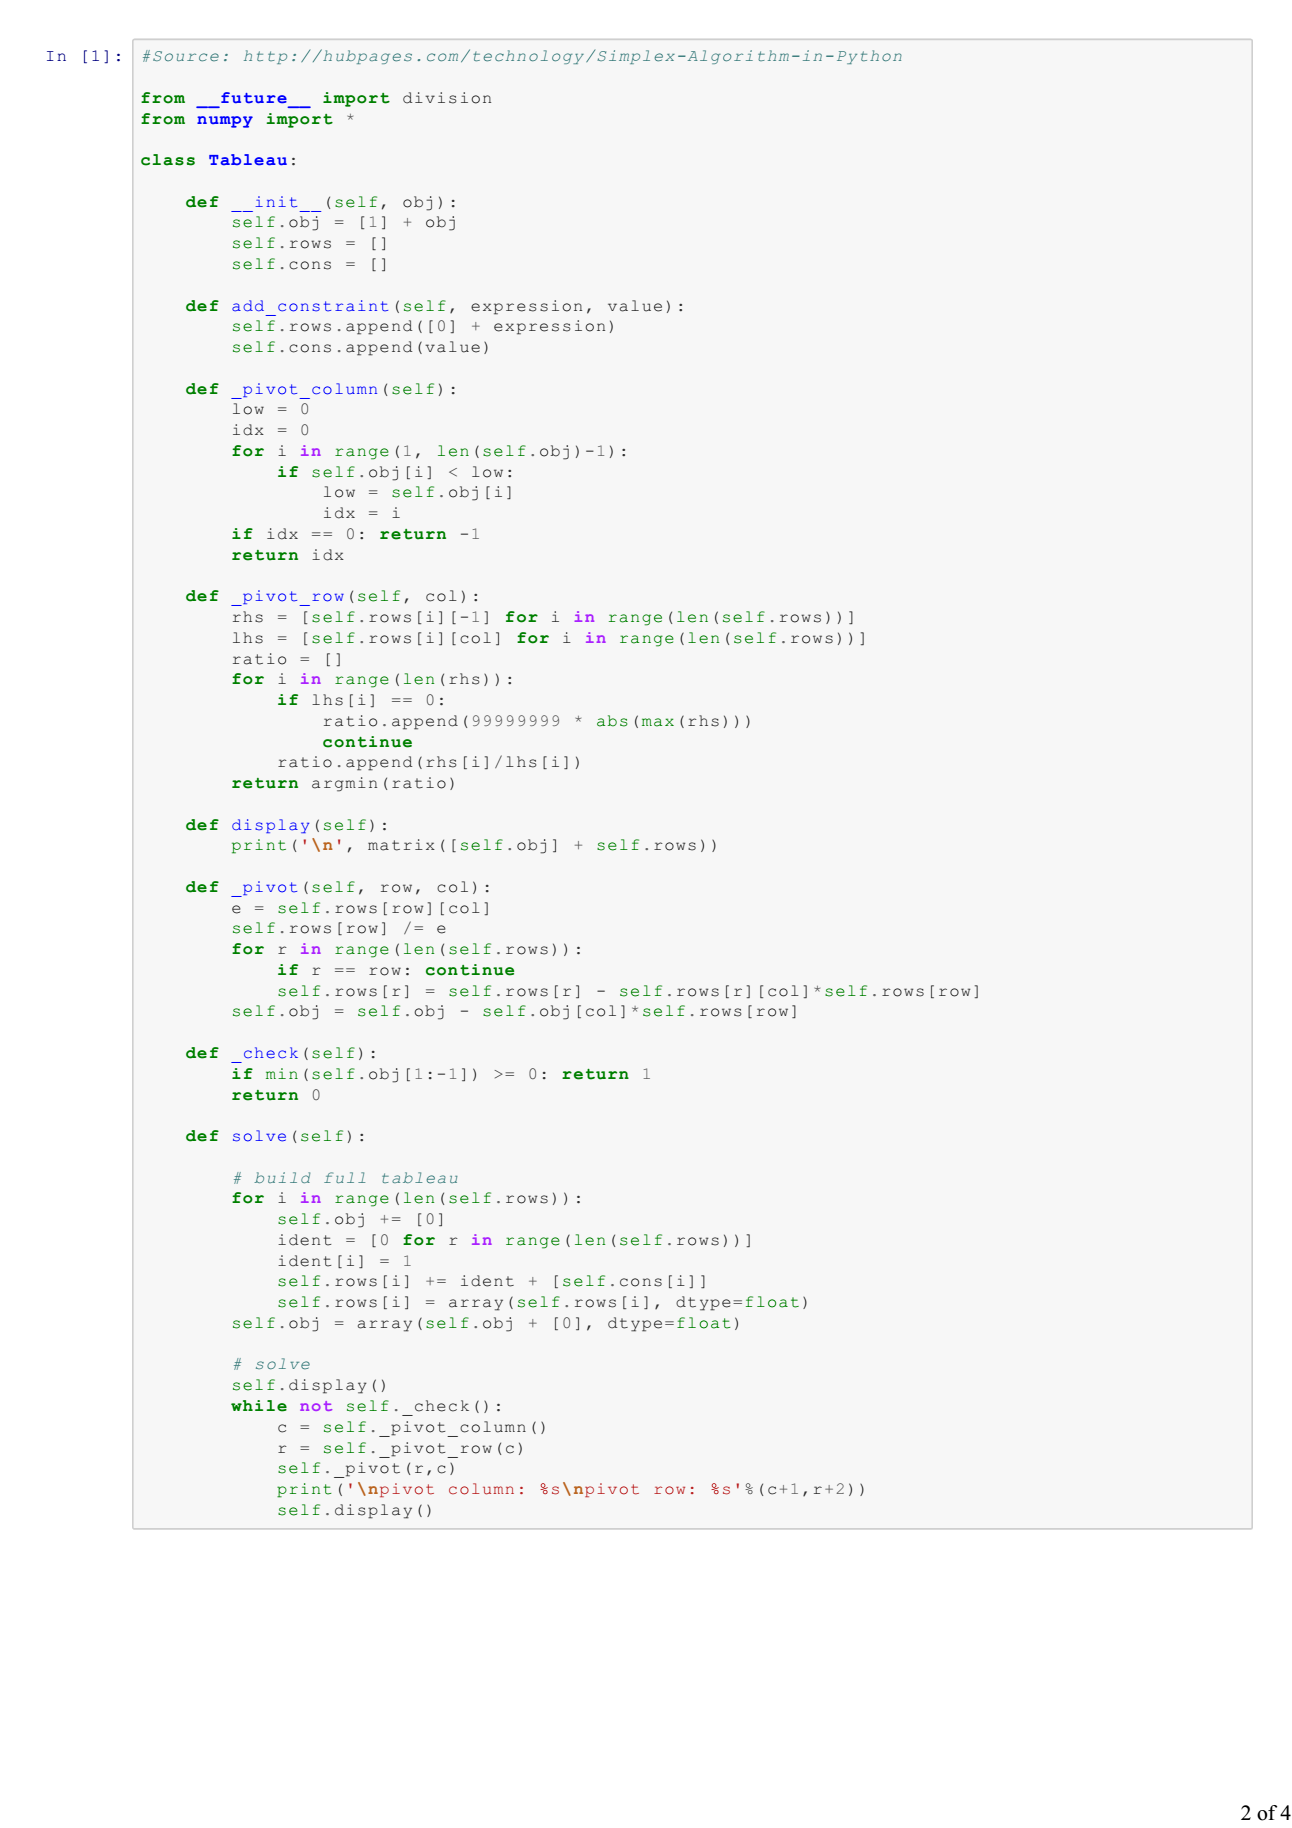 In [1]: #Source: http://hubpages.com/technology/Simplex-Algorithm-in-Python

from __future__ import division
from numpy import *

class Tableau:

    def __init__(self, obj):
        self.obj = [1] + obj
        self.rows = []
        self.cons = []

    def add_constraint(self, expression, value):
        self.rows.append([0] + expression)
        self.cons.append(value)

    def _pivot_column(self):
        low = 0
        idx = 0
        for i in range(1, len(self.obj)-1):
            if self.obj[i] < low:
                low = self.obj[i]
                idx = i
        if idx == 0: return -1
        return idx

    def _pivot_row(self, col):
        rhs = [self.rows[i][-1] for i in range(len(self.rows))]
        lhs = [self.rows[i][col] for i in range(len(self.rows))]
        ratio = []
        for i in range(len(rhs)):
            if lhs[i] == 0:
                ratio.append(99999999 * abs(max(rhs)))
                continue
            ratio.append(rhs[i]/lhs[i])
        return argmin(ratio)

    def display(self):
        print('\n', matrix([self.obj] + self.rows))

    def _pivot(self, row, col):
        e = self.rows[row][col]
        self.rows[row] /= e
        for r in range(len(self.rows)):
            if r == row: continue
            self.rows[r] = self.rows[r] - self.rows[r][col]*self.rows[row]
        self.obj = self.obj - self.obj[col]*self.rows[row]

    def _check(self):
        if min(self.obj[1:-1]) >= 0: return 1
        return 0

    def solve(self):

        # build full tableau
        for i in range(len(self.rows)):
            self.obj += [0]
            ident = [0 for r in range(len(self.rows))]
            ident[i] = 1
            self.rows[i] += ident + [self.cons[i]]
            self.rows[i] = array(self.rows[i], dtype=float)
        self.obj = array(self.obj + [0], dtype=float)

        # solve
        self.display()
        while not self._check():
            c = self._pivot_column()
            r = self._pivot_row(c)
            self._pivot(r,c)
            print('\npivot column: %s\npivot row: %s'%(c+1,r+2))
            self.display()

2 of 4